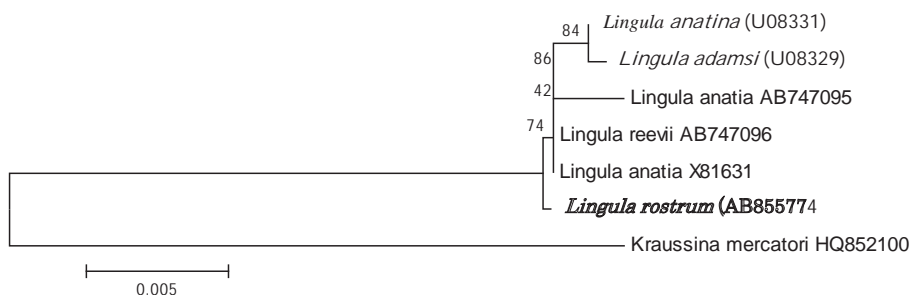 84
Lingula anatina (U08331)
86
Lingula adamsi (U08329)
42
Lingula anatia AB747095
74
Lingula reevii AB747096
Lingula anatia X81631
Lingula rostrum (AB855774
Kraussina mercatori HQ852100
0.005